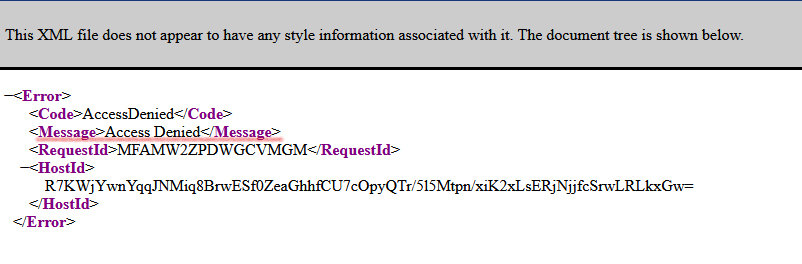 This XML file does not appear to have any style information associated with it. The document tree is shown below.
–<Error>
<Code>AccessDenied</Code>
<Message>Access Denied</Message>
<RequestId>MFAMW2ZPDWGCVMGM</RequestId>
–<HostId>
R7KWjYwnYqqJNMiq8BrwESf0ZeaGhhfCU7cOpyQTr/515Mtpn/xiK2xLsERjNjjfcSrwLRLkxGw=
</HostId>
</Error>